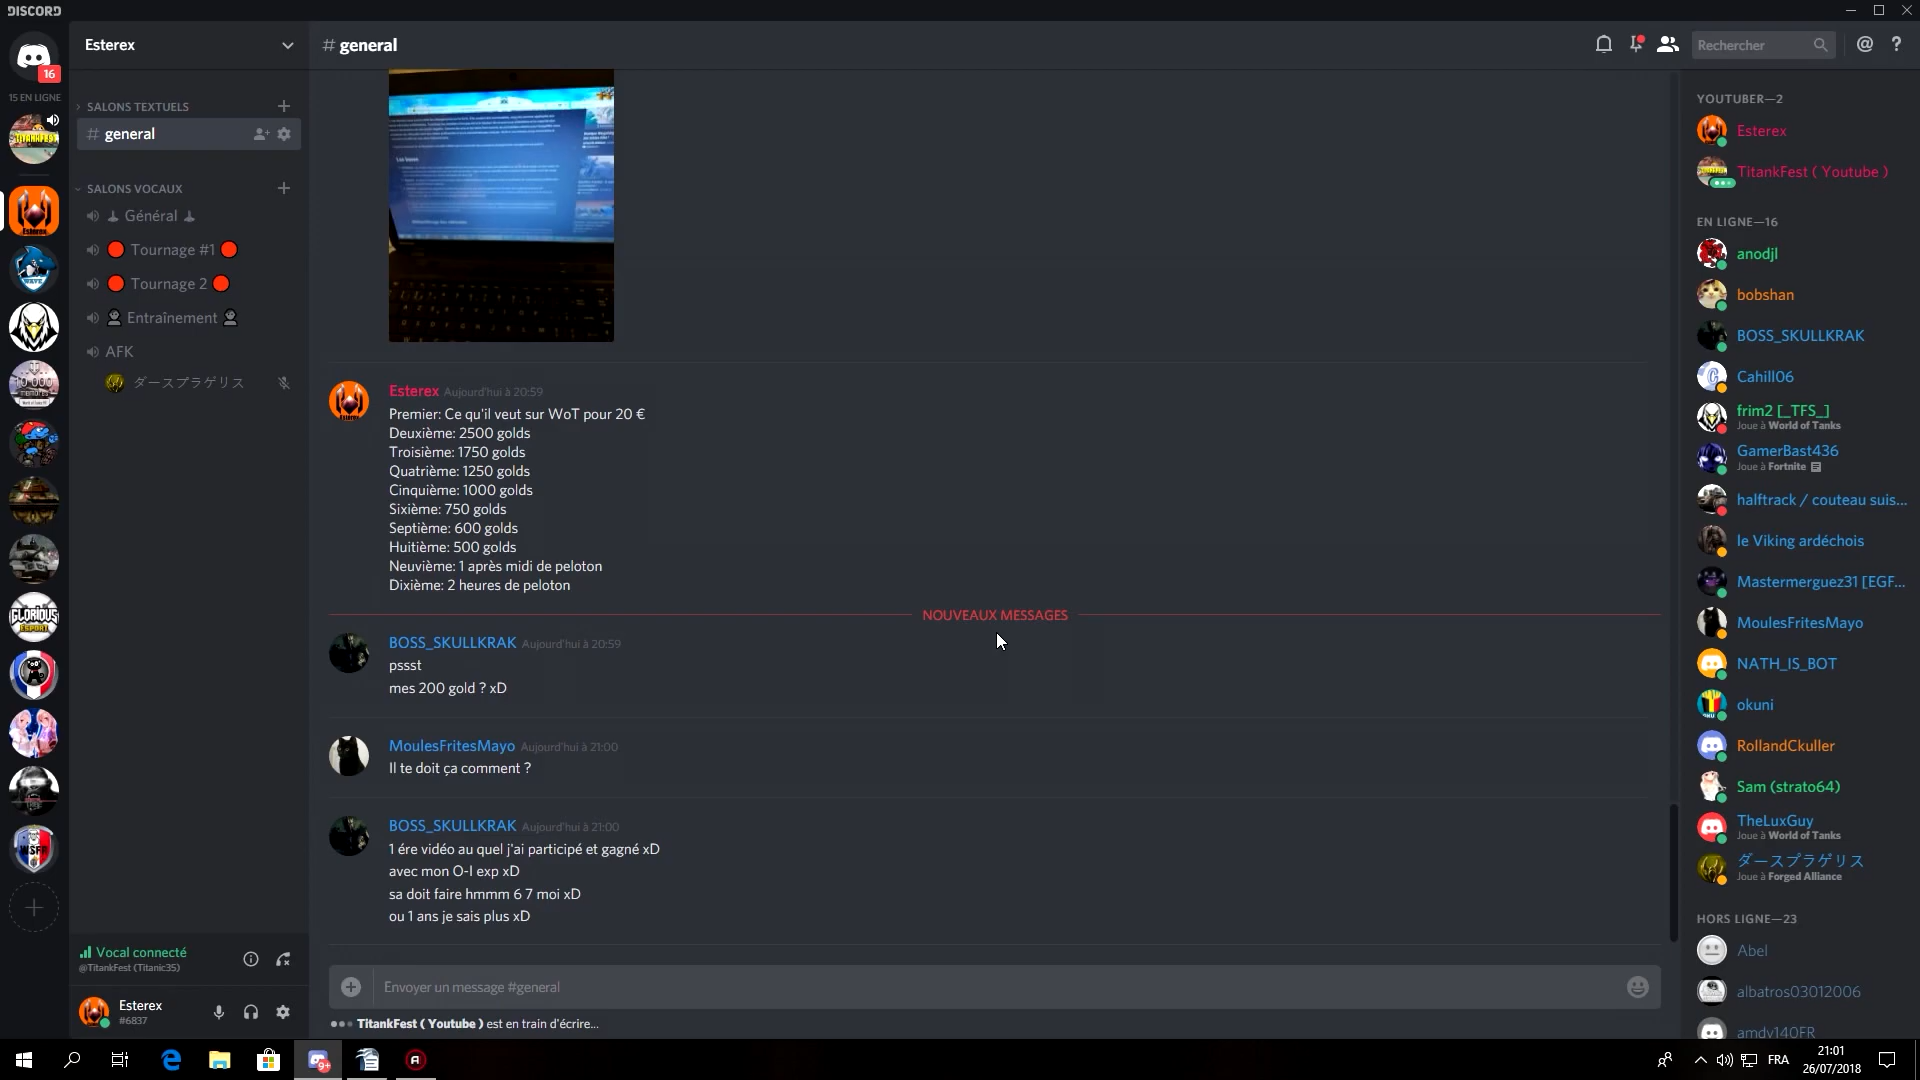 DISCORD
16
15 EN LIGNE
Esterex
SALONS TEXTUELS
# general
SALONS VOCAUX
Général
Tournage #1
Tournage 2
Entraînement
AFK
ダースプラゲリス
Vocal connecté
@TitankFest (Titanic35)
Esterex
#6837
# general
Rechercher
@ ?
Les bases
Esterex Aujourd'hui à 20:59
Premier: Ce qu'il veut sur WoT pour 20 €
Deuxième: 2500 golds
Troisième: 1750 golds
Quatrième: 1250 golds
Cinquième: 1000 golds
Sixième: 750 golds
Septième: 600 golds
Huitième: 500 golds
Neuvième: 1 après midi de peloton
Dixième: 2 heures de peloton
NOUVEAUX MESSAGES
BOSS_SKULLKRAK Aujourd'hui à 20:59
pssst
mes 200 gold ? xD
MoulesFritesMayo Aujourd'hui à 21:00
Il te doit ça comment ?
BOSS_SKULLKRAK Aujourd'hui à 21:00
1 ére vidéo au quel j'ai participé et gagné xD
avec mon O-I exp xD
sa doit faire hmmm 6 7 moi xD
ou 1 ans je sais plus xD
Envoyer un message #general
TitankFest ( Youtube ) est en train d'écrire...
YOUTUBER—2
Esterex
TitankFest ( Youtube )
EN LIGNE—16
anodjl
bobshan
BOSS_SKULLKRAK
Cahill06
frim2 [_TFS_]
Joue à World of Tanks
GamerBast436
Joue à Fortnite
halftrack / couteau suis...
le Viking ardéchois
Mastermerguez31 [EGF...
MoulesFritesMayo
NATH_IS_BOT
okuni
RollandCkuller
Sam (strato64)
TheLuxGuy
Joue à World of Tanks
ダースプラゲリス
Joue à Forged Alliance
HORS LIGNE—23
Abel
albatros03012006
amdy140FR
Esterex
WAVE
10 000
GLORIOUS
ESPORT
WSFR
9+
FRA
21:01
26/07/2018